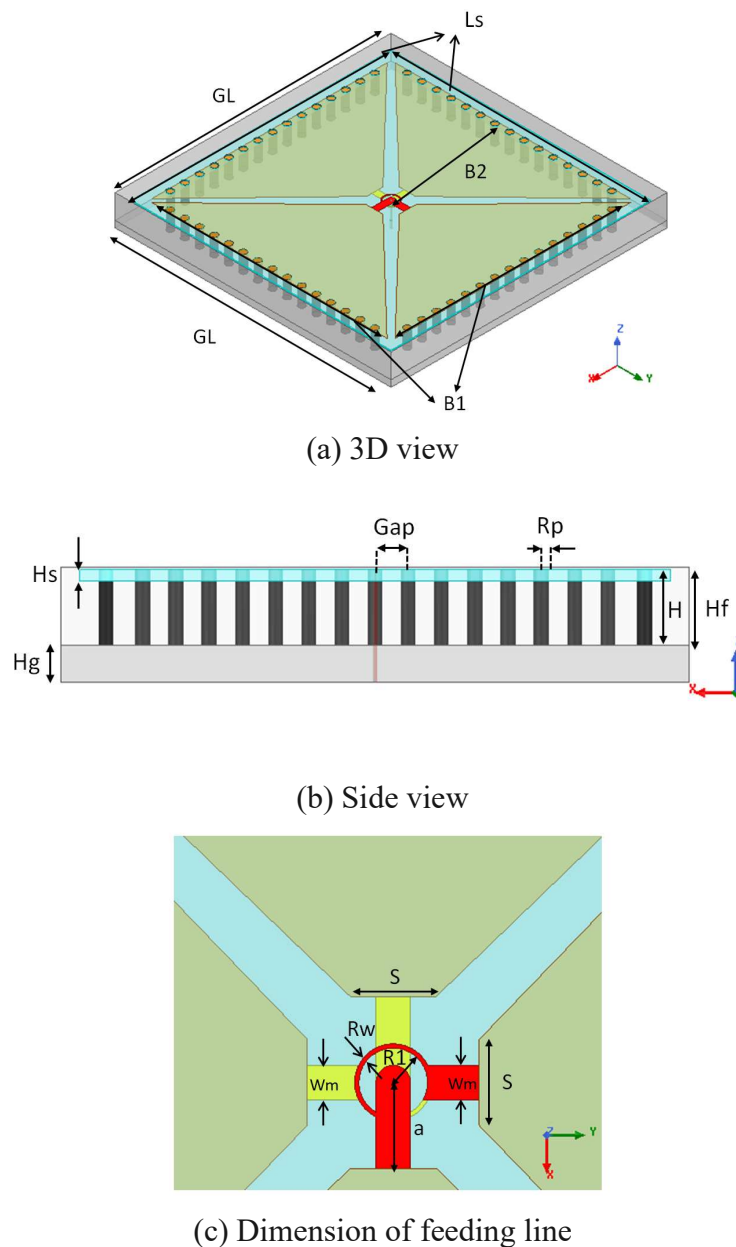 Ls
GL
B2
GL
B1
Z
X
Y
(a) 3D view
Gap
Rp
Hs
H
Hf
Hg
X
(b) Side view
S
Rw
R1
Wm
Wm
S
a
Z
Y
X
(c) Dimension of feeding line